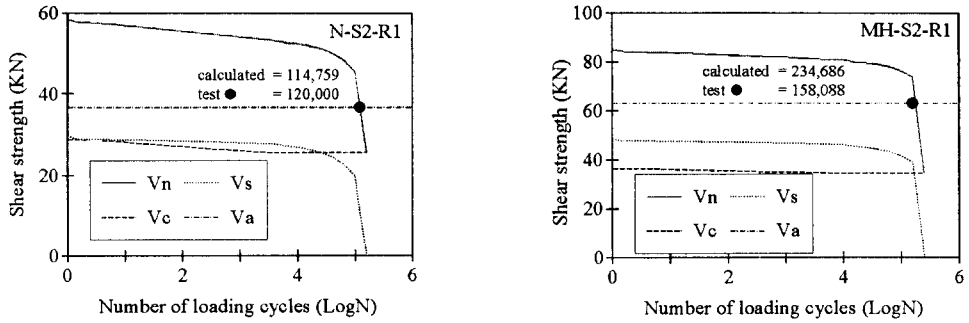 N-S2-R1
60
40
20
0
Shear strength (KN)
calculated = 114,759
test ● = 120,000
Vn Vs
Vc Va
0 2 4 6
Number of loading cycles (LogN)
MH-S2-R1
100
80
60
40
20
0
Shear strength (KN)
calculated = 234,686
test ● = 158,088
Vn Vs
Vc Va
0 2 4 6
Number of loading cycles (LogN)